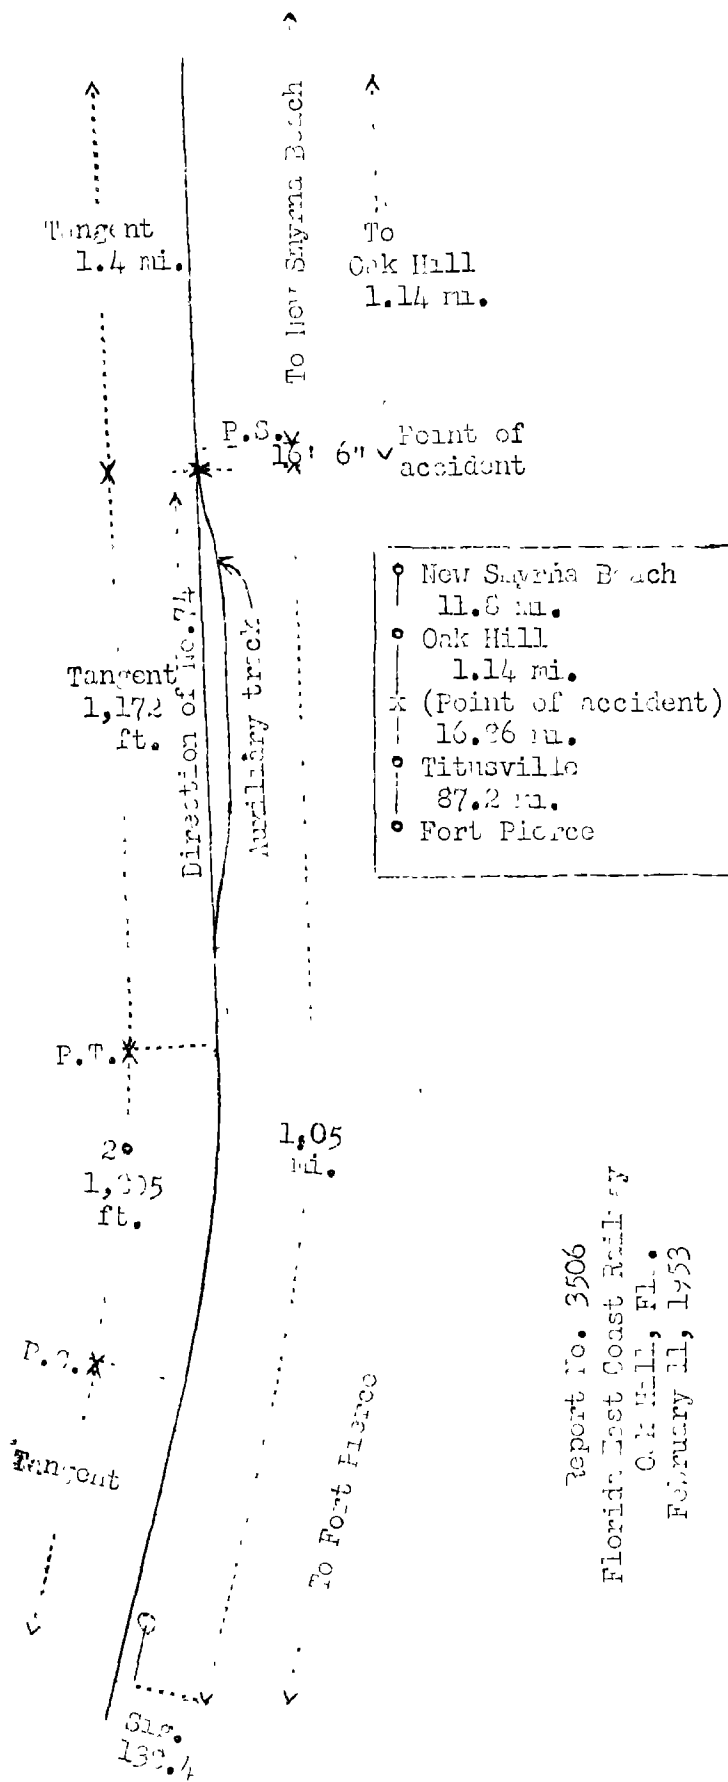 To New Smyrna Beach
Tangent
1.4 mi.
To
Oak Hill
1.14 mi.
P.S.
16' 6"
Point of
accident
Direction of No. 74
Auxiliary track
Tangent
1,172
ft.
New Smyrna Beach
11.8 mi.
Oak Hill
1.14 mi.
(Point of accident)
mi.
Titusville
87.2 mi.
Fort Pierce
P.T.
2°
ft.
1.05
mi.
P.C.
Tangent
To Fort Pierce
Sig.
Report No. 3506
Florida East Coast Railway
Oak Hill, Fla.
February 11, 1953